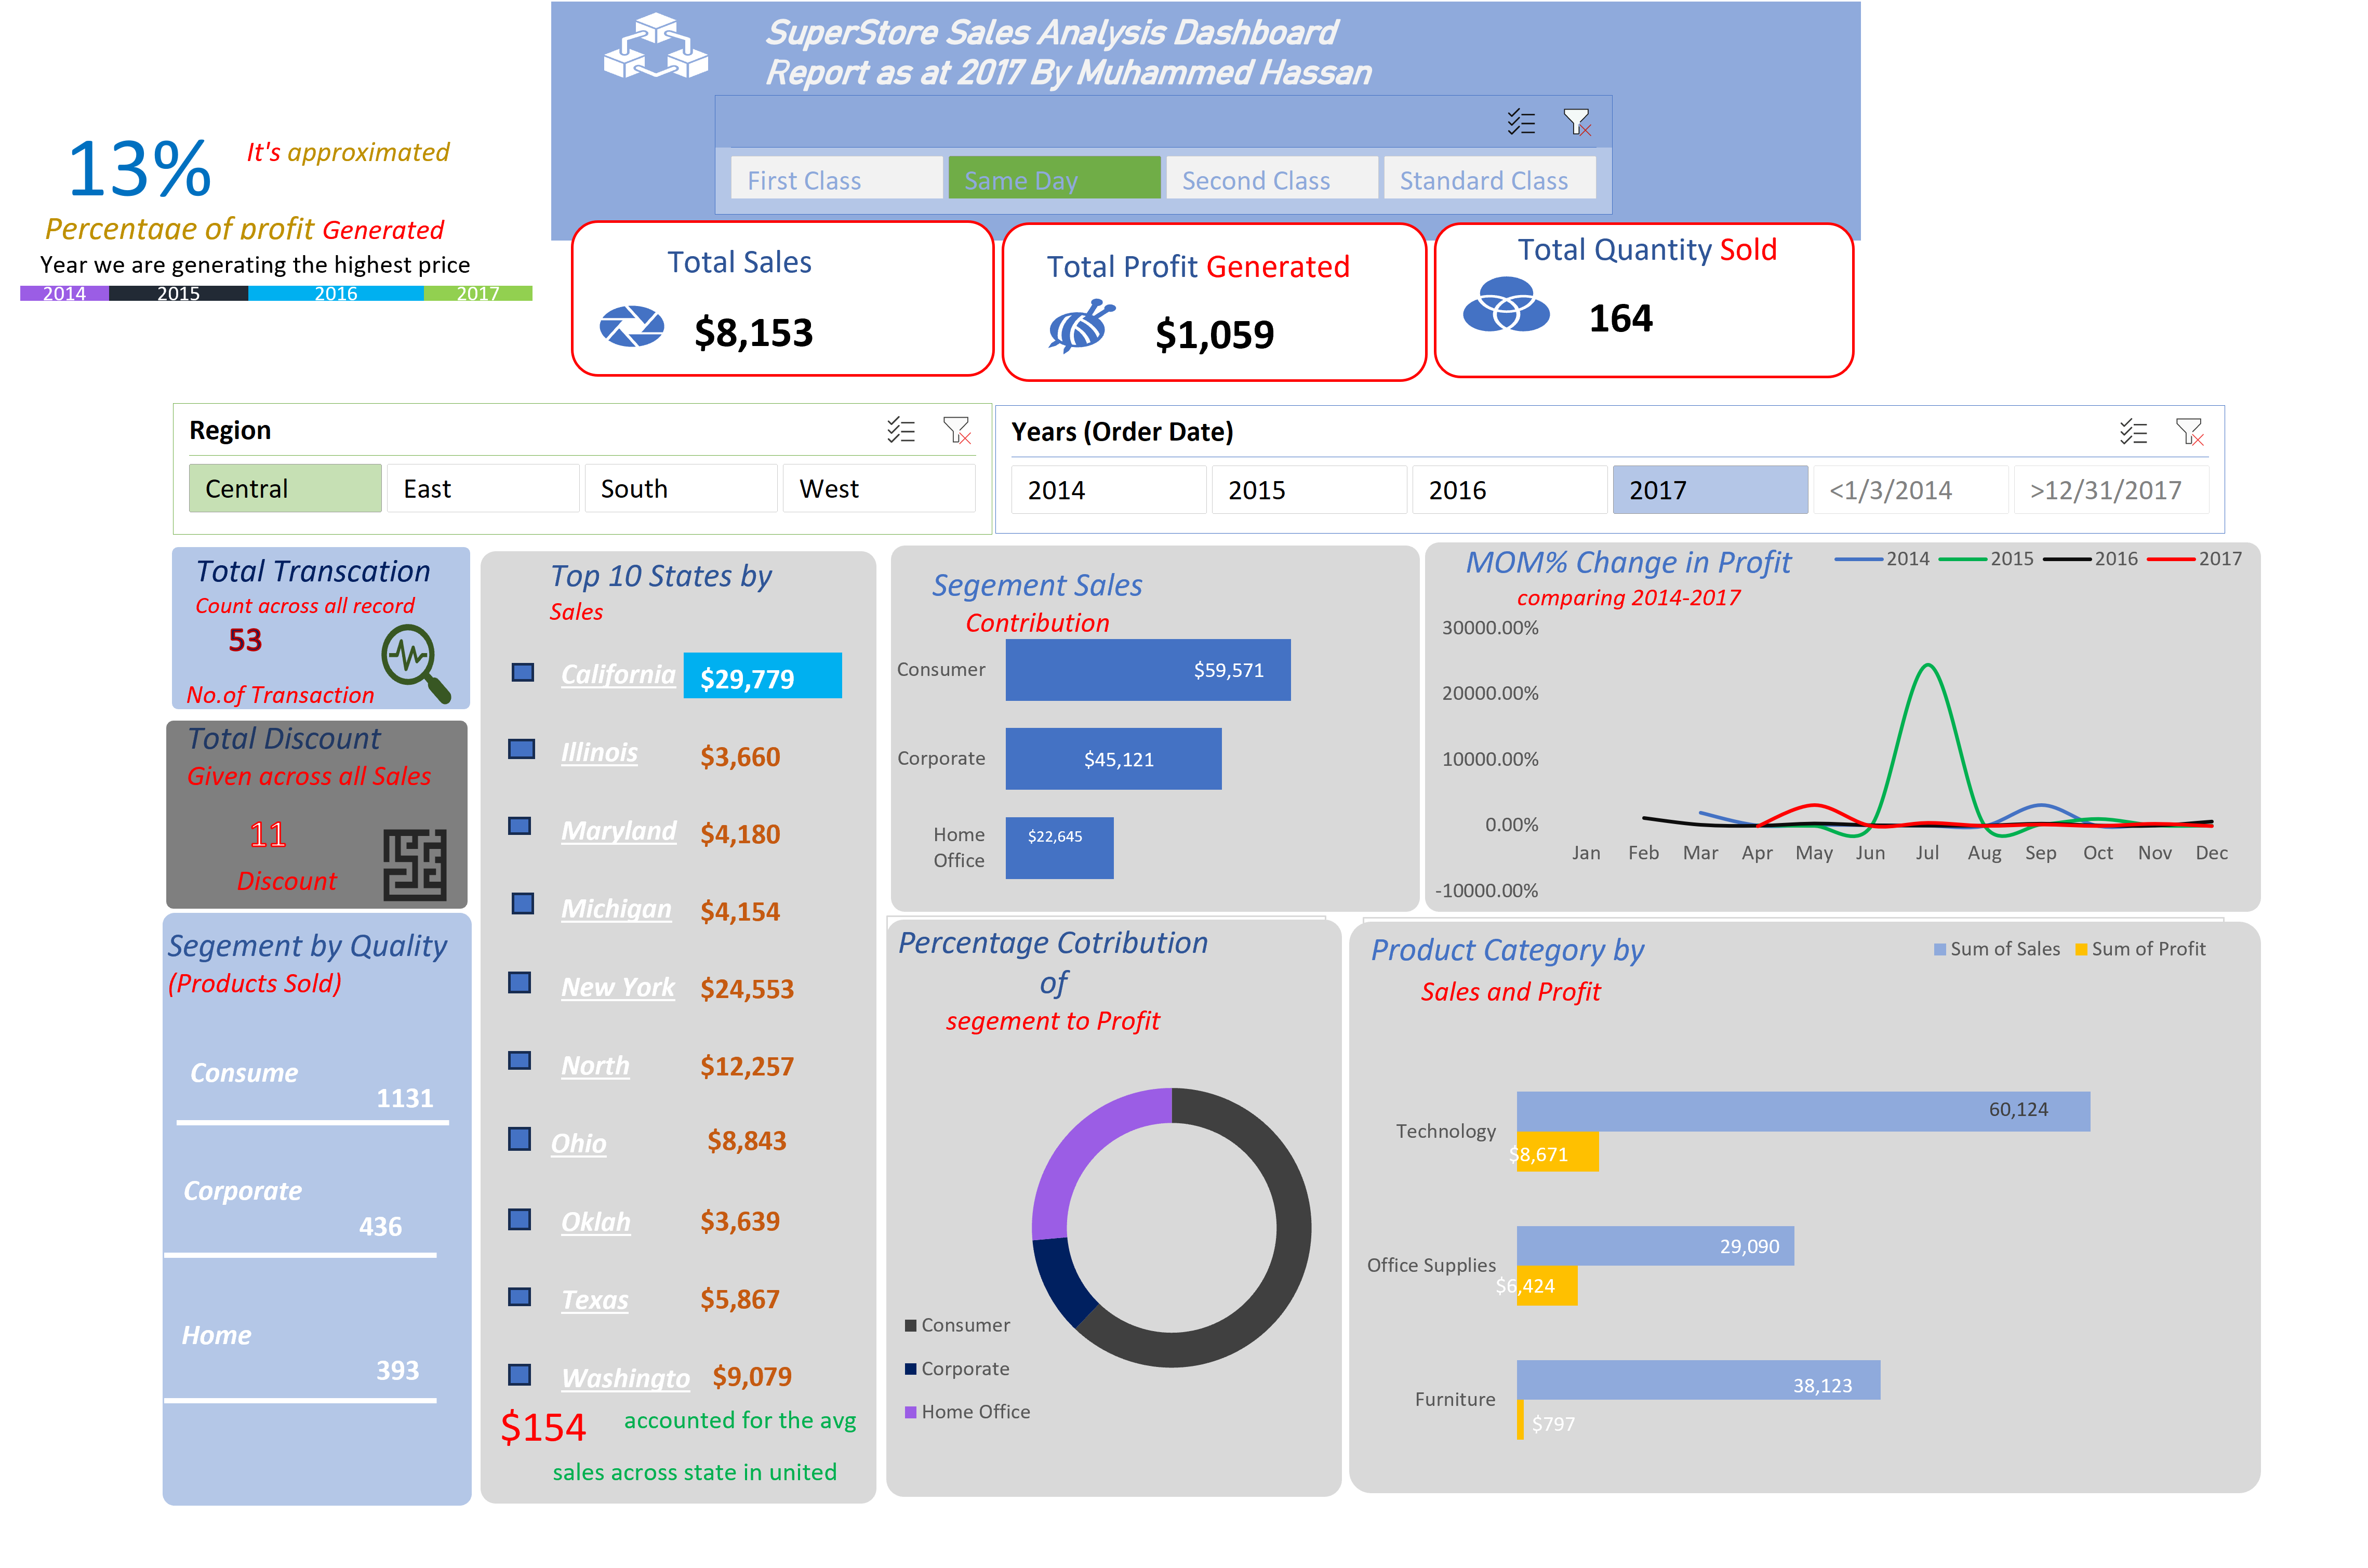 SuperStore Sales Analysis Dashboard
Report as at 2017 By Muhammed Hassan
First Class
Same Day
Second Class
Standard Class
13%
It's approximated
Percentage of profit Generated
Year we are generating the highest price
2014
2015
2016
2017
Total Sales
$8,153
Total Profit Generated
$1,059
Total Quantity Sold
164
Region
Central
East
South
West
Years (Order Date)
2014
2015
2016
2017
<1/3/2014
>12/31/2017
Total Transcation
Count across all record
53
No.of Transaction
Total Discount
Given across all Sales
11
Discount
Segement by Quality
(Products Sold)
Consume
1131
Corporate
436
Home
393
Top 10 States by
Sales
California $29,779
Illinois $3,660
Maryland $4,180
Michigan $4,154
New York $24,553
North $12,257
Ohio $8,843
Oklah $3,639
Texas $5,867
Washingto $9,079
$154 accounted for the avg
sales across state in united
Segement Sales
Contribution
Consumer $59,571
Corporate $45,121
Home
Office
$22,645
MOM% Change in Profit
comparing 2014-2017
2014 2015 2016 2017
30000.00%
20000.00%
10000.00%
0.00%
-10000.00%
Jan Feb Mar Apr May Jun Jul Aug Sep Oct Nov Dec
Percentage Cotribution
of
segement to Profit
Consumer
Corporate
Home Office
Product Category by
Sales and Profit
Sum of Sales Sum of Profit
Technology
60,124
$8,671
Office Supplies
29,090
$6,424
Furniture
38,123
$797